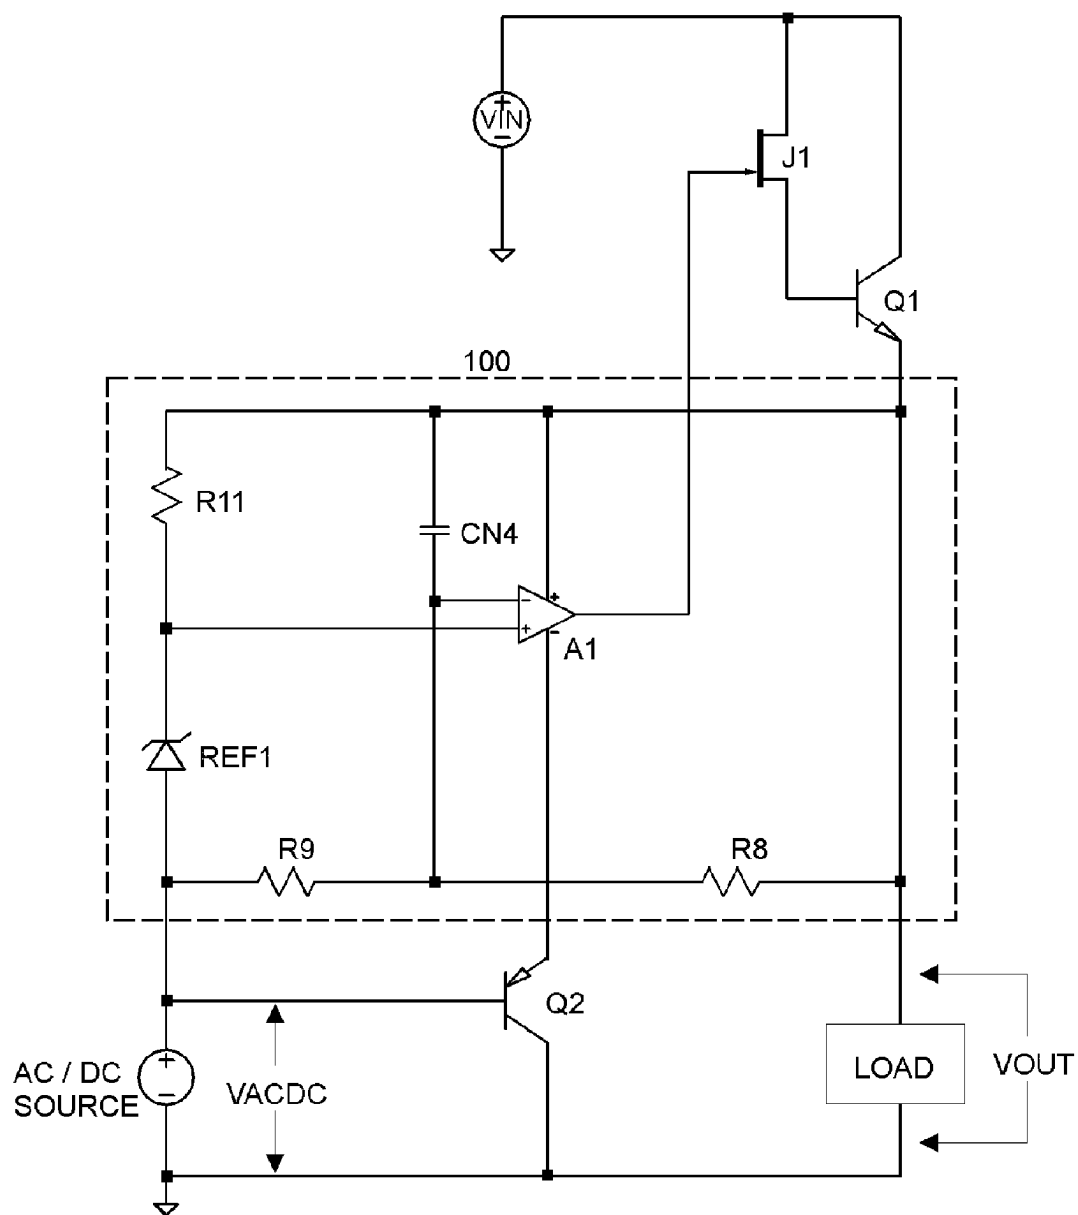 +
VIN
−
J1
Q1
100
R11
CN4
− +
+ −
A1
REF1
R9
R8
Q2
+
−
AC / DC
SOURCE
VACDC
LOAD
VOUT